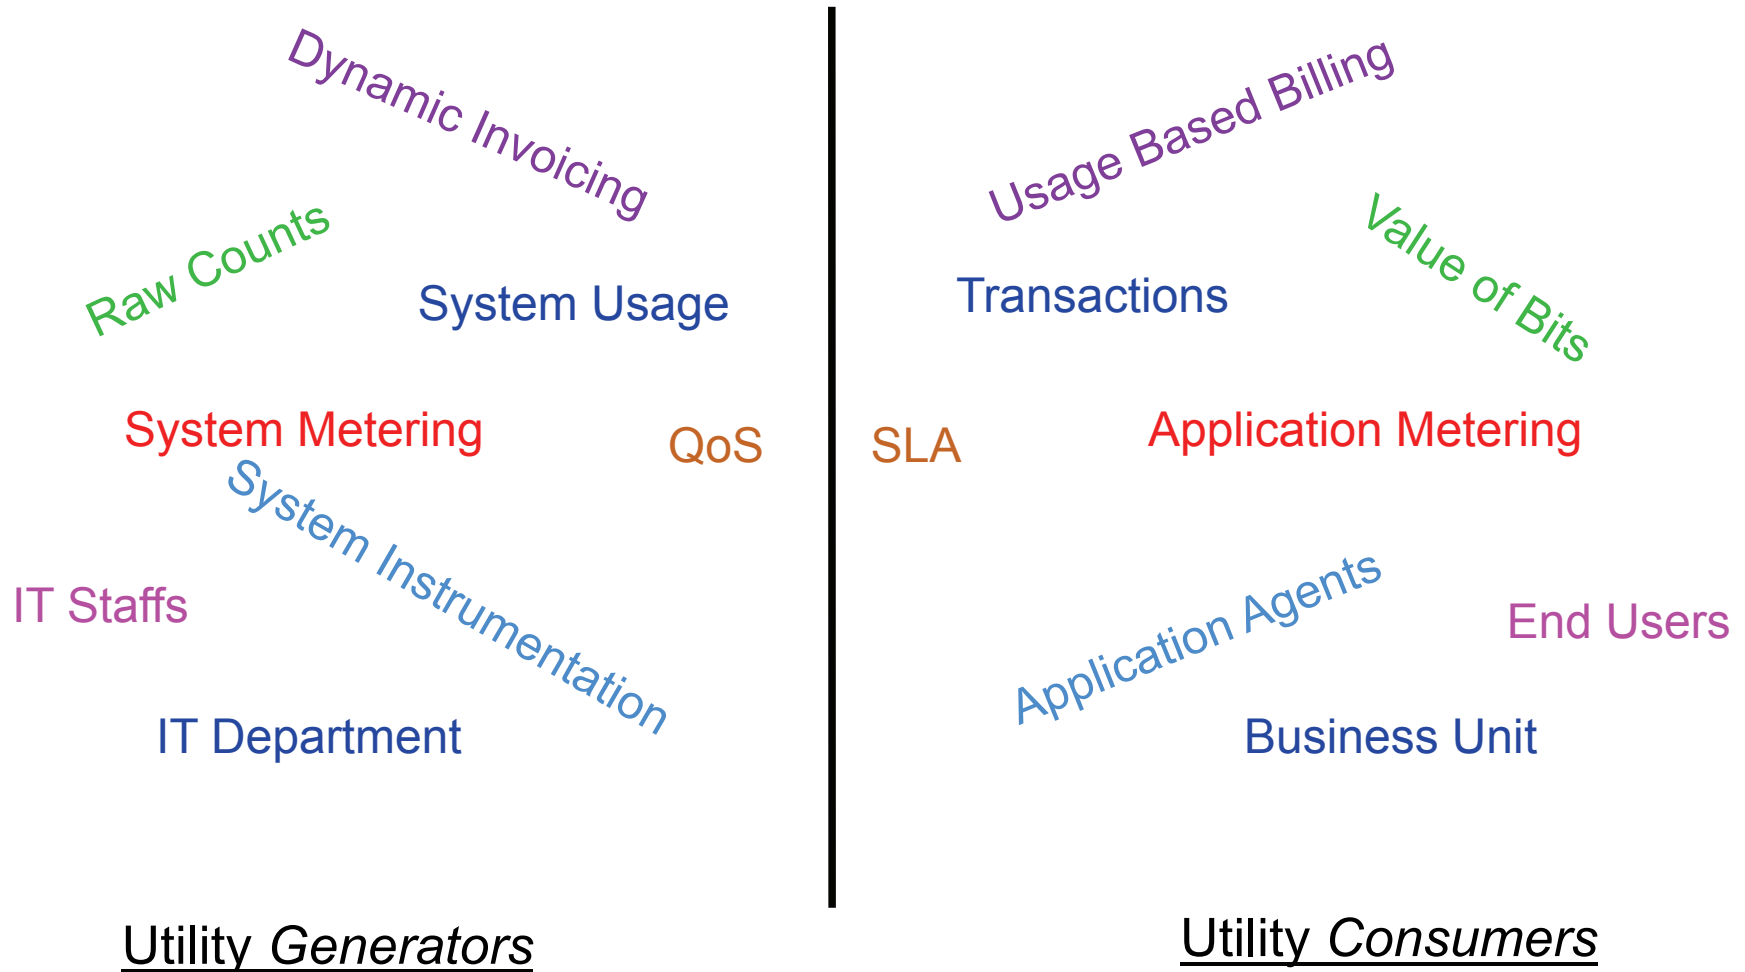 Dynamic Invoicing
Raw Counts
System Usage
System Metering
QoS
System Instrumentation
IT Staffs
IT Department
Utility Generators
Usage Based Billing
Value of Bits
Transactions
SLA
Application Metering
Application Agents
End Users
Business Unit
Utility Consumers